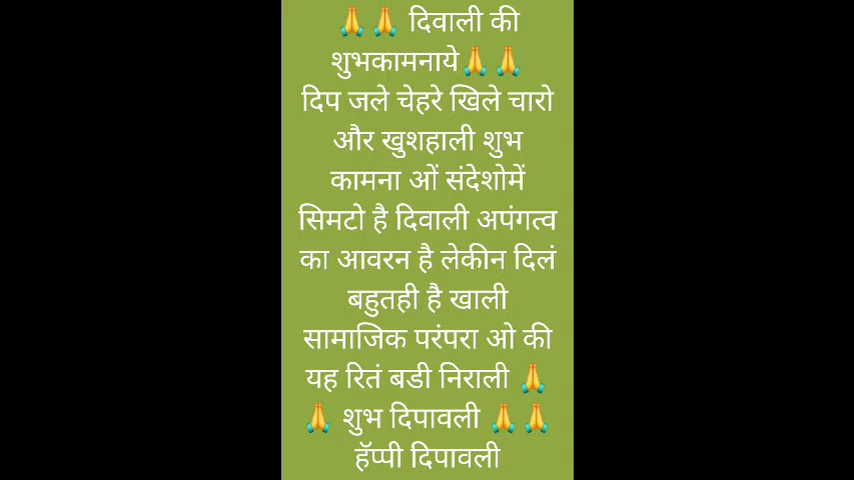 🙏🙏 दिवाली की
शुभकामनाये🙏🙏
दिप जले चेहरे खिले चारो
और खुशहाली शुभ
कामना ओं संदेशोमें
सिमटो है दिवाली अपंगत्व
का आवरन है लेकीन दिलं
बहुतही है खाली
सामाजिक परंपरा ओ की
यह रितं बडी निराली 🙏
🙏 शुभ दिपावली 🙏🙏
हॅप्पी दिपावली